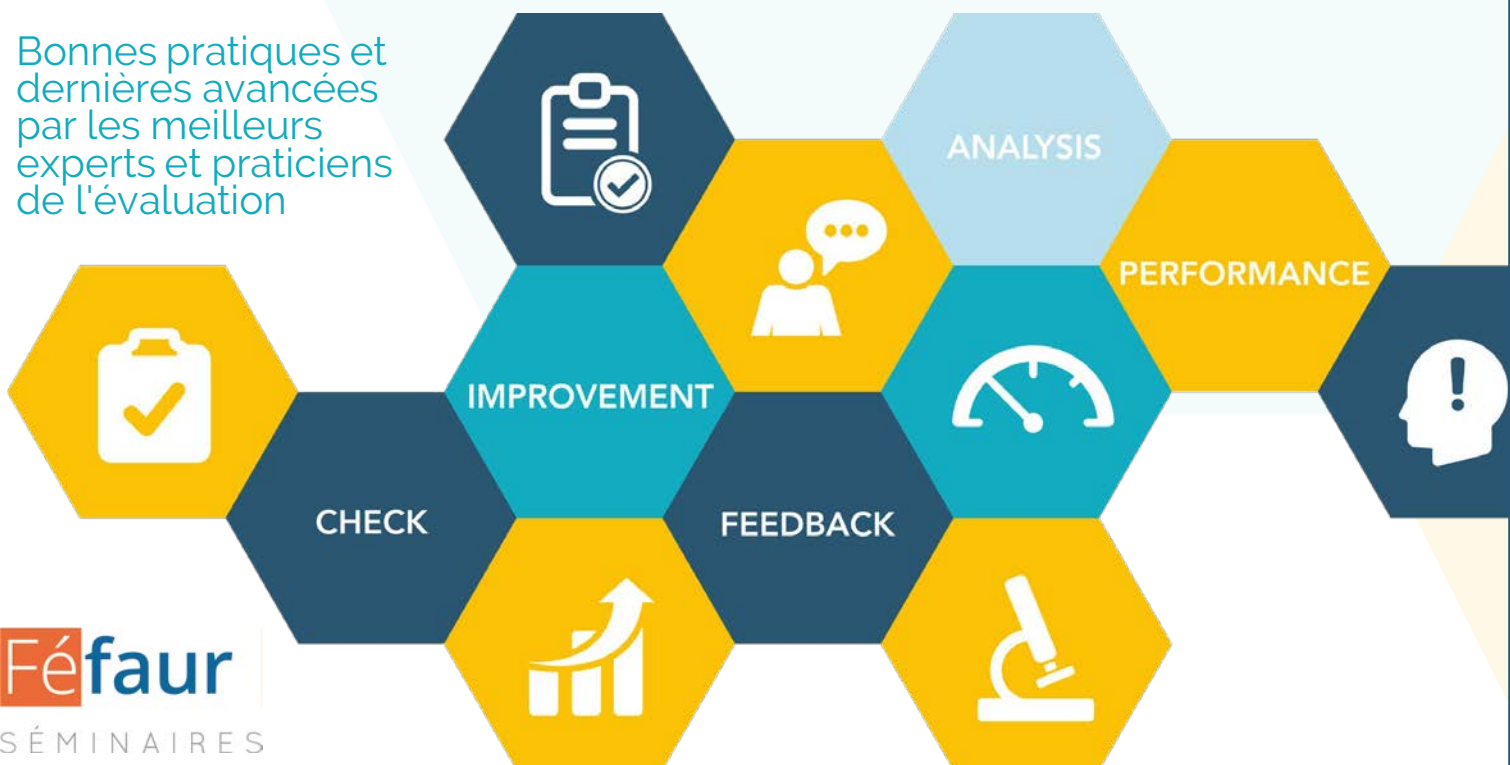 Bonnes pratiques et
dernières avancées
par les meilleurs
experts et praticiens
de l'évaluation
ANALYSIS
PERFORMANCE
IMPROVEMENT
CHECK
FEEDBACK
Féfaur
SÉMINAIRES